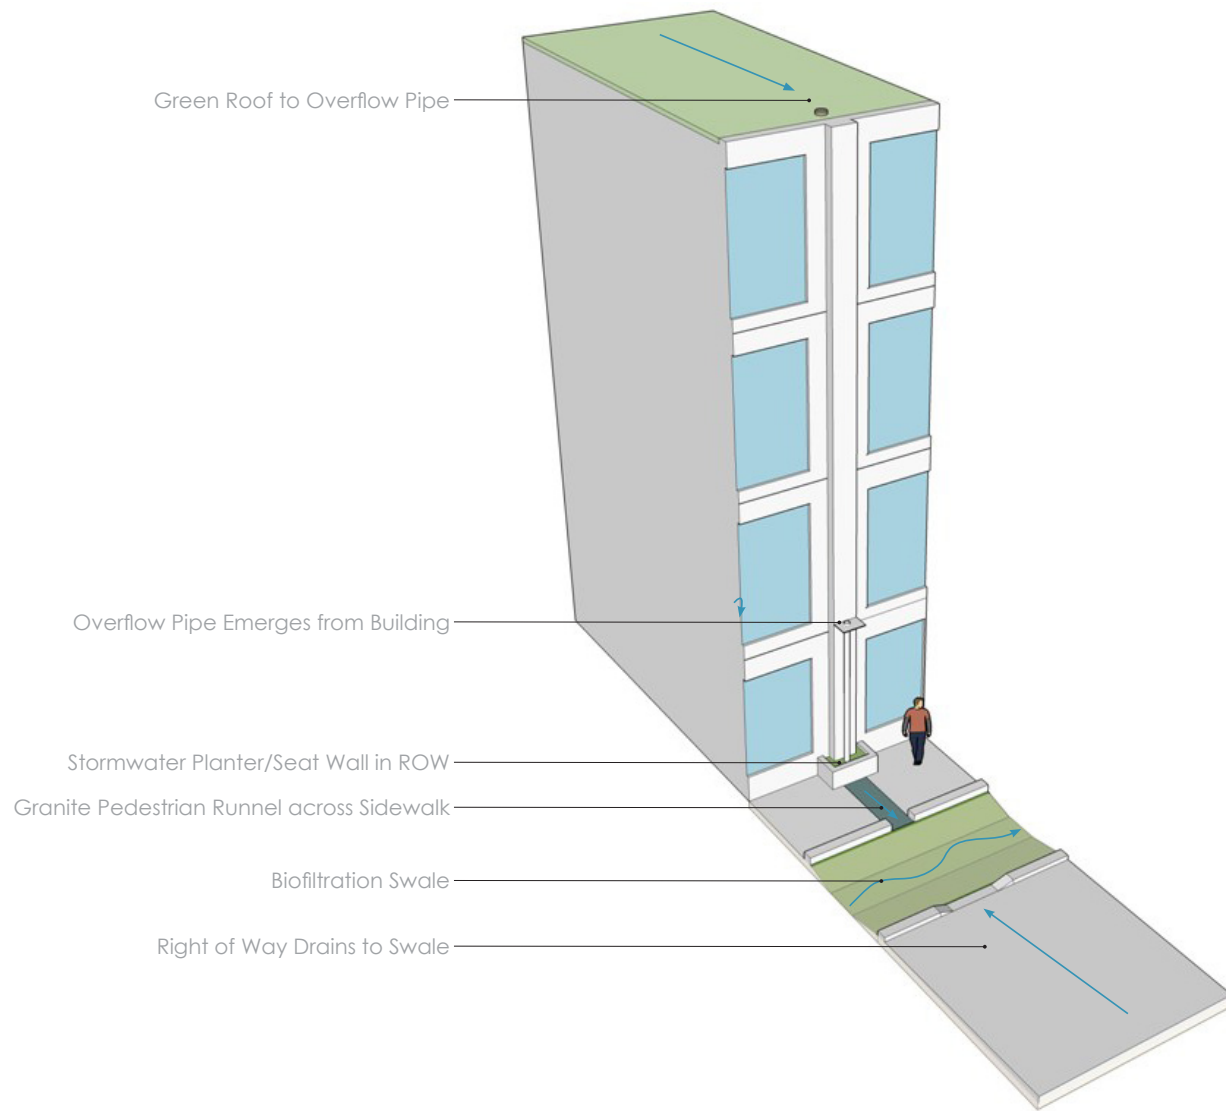 Green Roof to Overflow Pipe
Overflow Pipe Emerges from Building
Stormwater Planter/Seat Wall in ROW
Granite Pedestrian Runnel across Sidewalk
Biofiltration Swale
Right of Way Drains to Swale